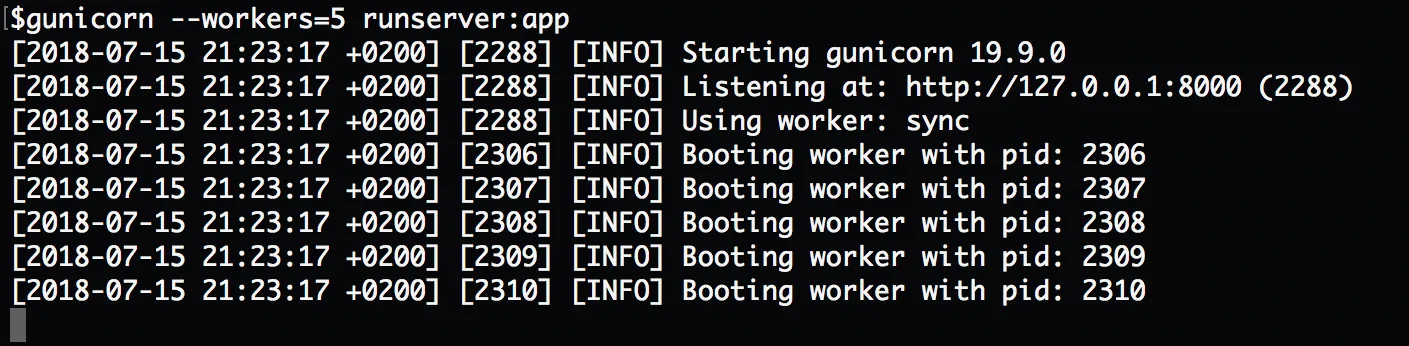 $gunicorn --workers=5 runserver:app
[2018-07-15 21:23:17 +0200] [2288] [INFO] Starting gunicorn 19.9.0
[2018-07-15 21:23:17 +0200] [2288] [INFO] Listening at: http://127.0.0.1:8000 (2288)
[2018-07-15 21:23:17 +0200] [2288] [INFO] Using worker: sync
[2018-07-15 21:23:17 +0200] [2306] [INFO] Booting worker with pid: 2306
[2018-07-15 21:23:17 +0200] [2307] [INFO] Booting worker with pid: 2307
[2018-07-15 21:23:17 +0200] [2308] [INFO] Booting worker with pid: 2308
[2018-07-15 21:23:17 +0200] [2309] [INFO] Booting worker with pid: 2309
[2018-07-15 21:23:17 +0200] [2310] [INFO] Booting worker with pid: 2310